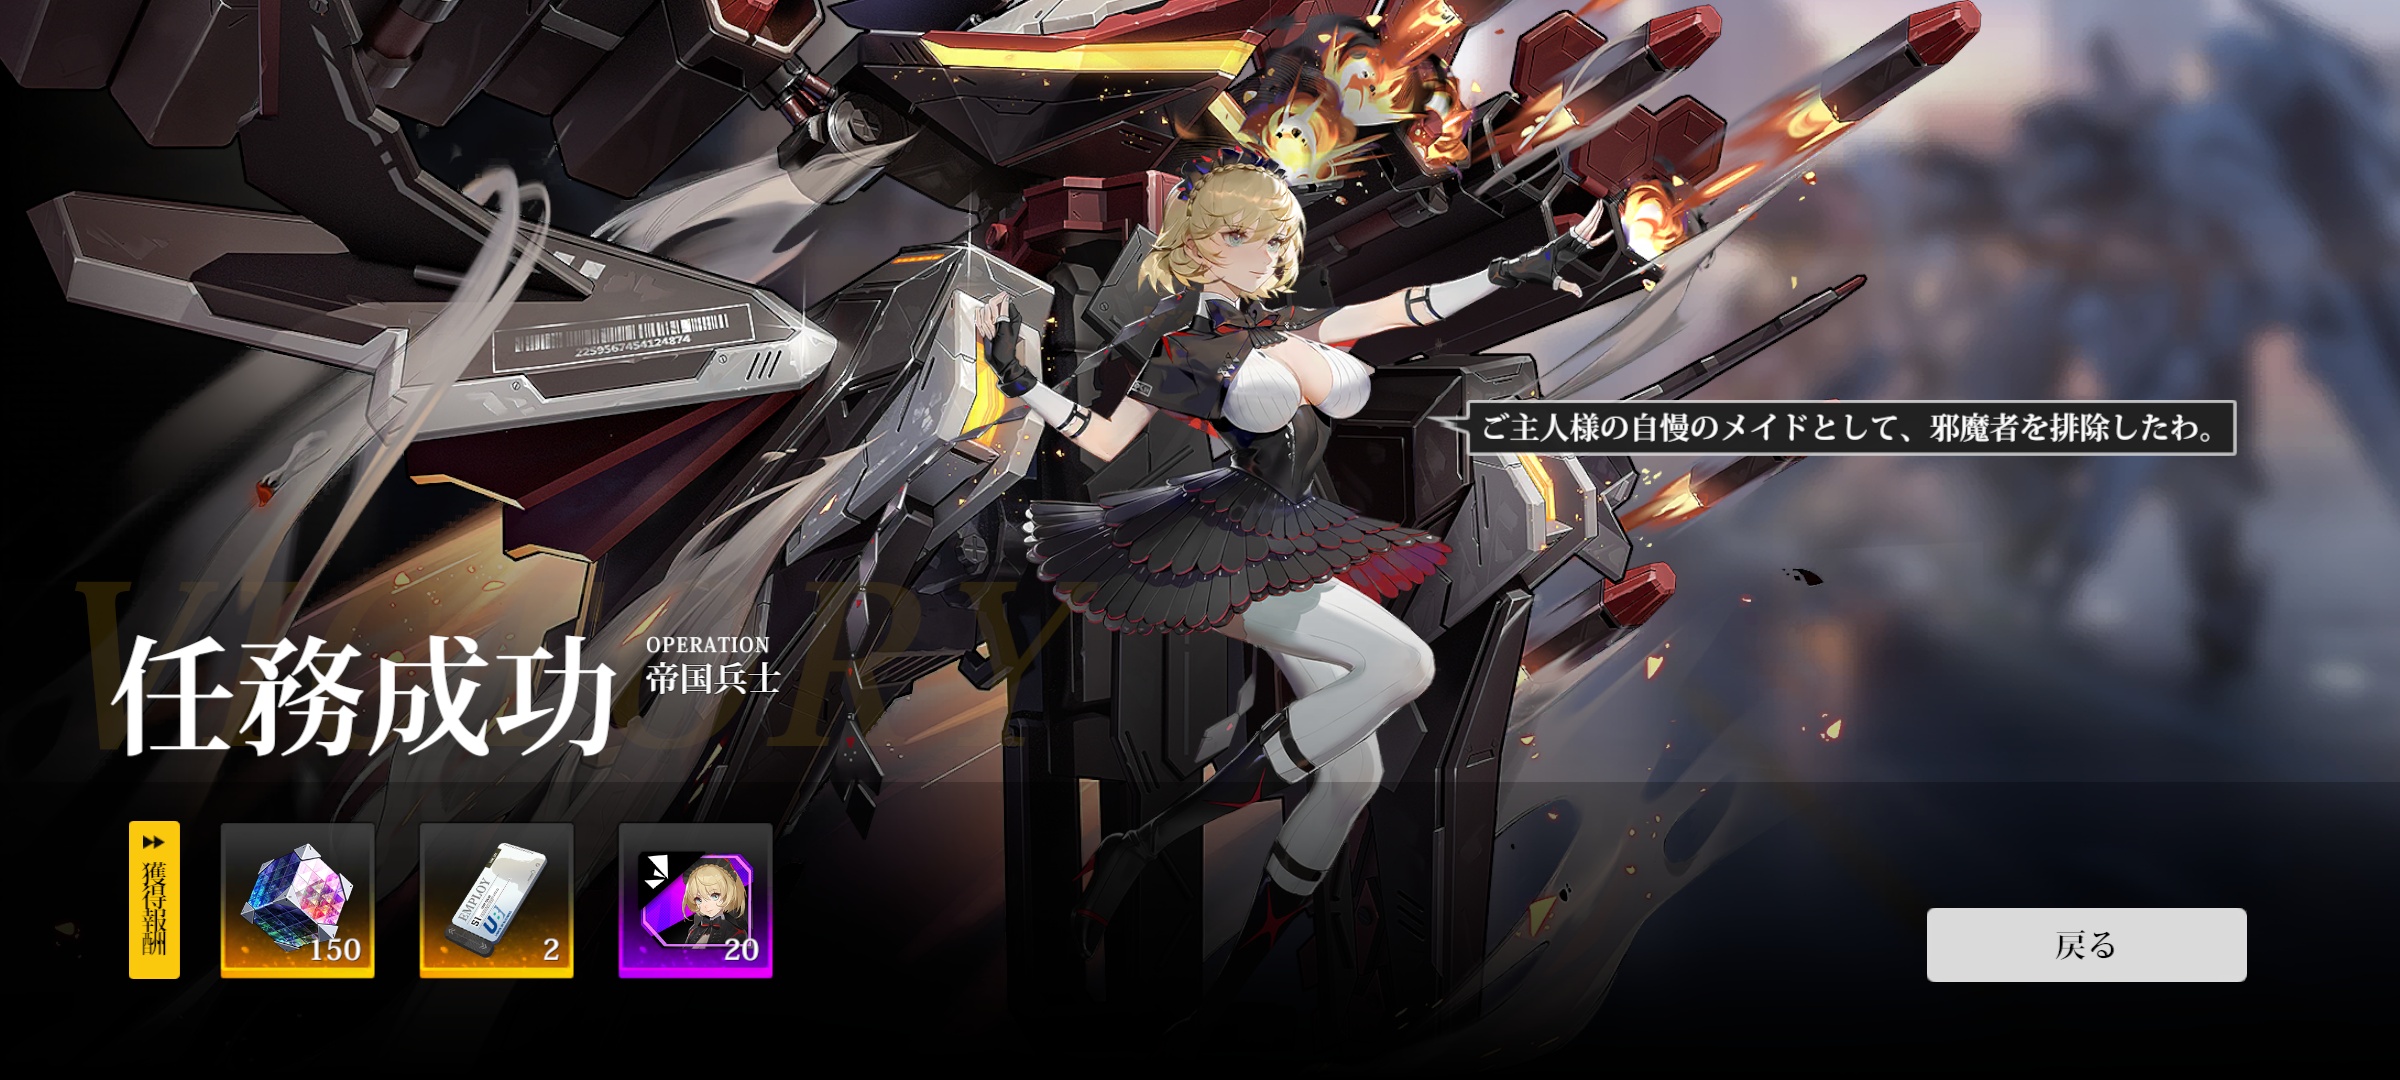 2259567454124874
ご主人様の自慢のメイドとして、邪魔者を排除したわ。
VICTORY
任務成功
OPERATION
帝国兵士
獲得報酬
150
EMPLOY
2
20
戻る